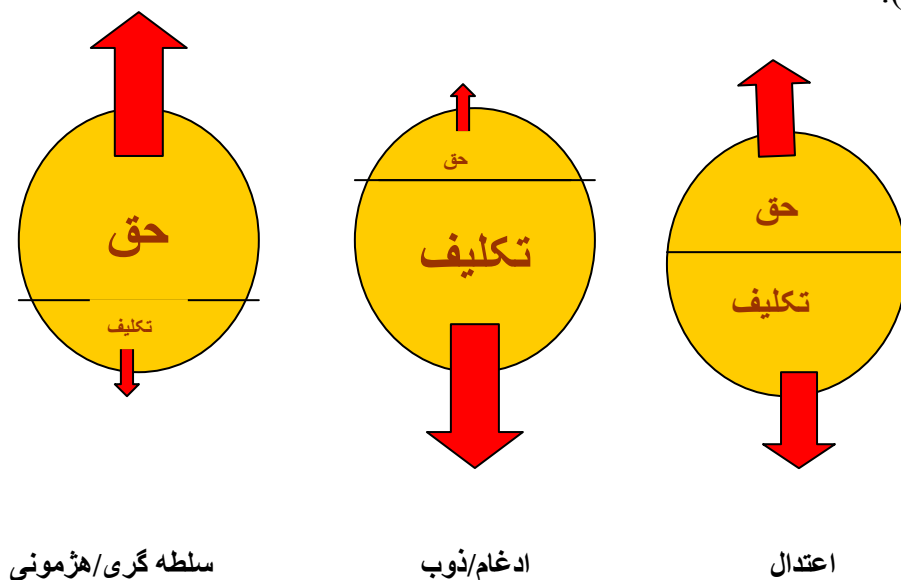 ).
حق
تکلیف
حق
تکلیف
حق
تکلیف
اعتدال
ادغام/ذوب
سلطه گری/هژمونی